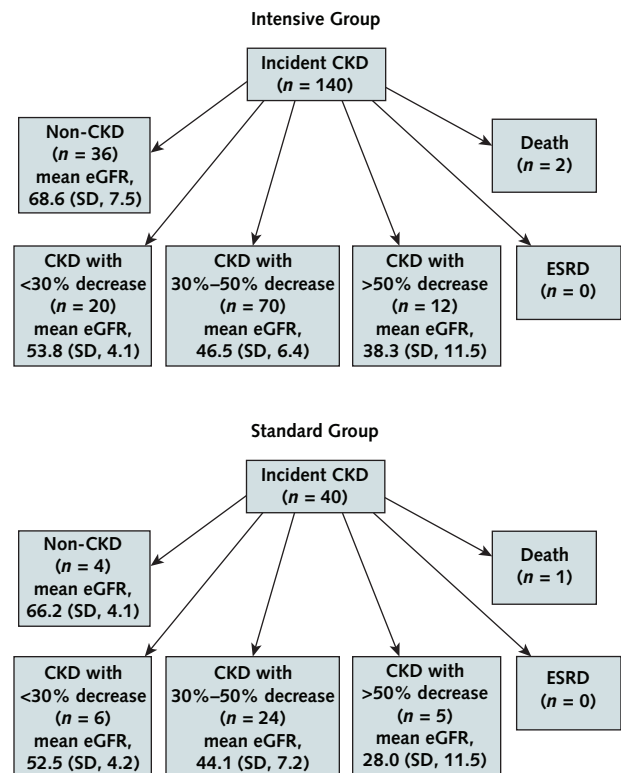 Intensive Group
Incident CKD
(n = 140)
Non-CKD
(n = 36)
mean eGFR,
68.6 (SD, 7.5)
Death
(n = 2)
CKD with
<30% decrease
(n = 20)
mean eGFR,
53.8 (SD, 4.1)
CKD with
30%–50% decrease
(n = 70)
mean eGFR,
46.5 (SD, 6.4)
CKD with
>50% decrease
(n = 12)
mean eGFR,
38.3 (SD, 11.5)
ESRD
(n = 0)
Standard Group
Incident CKD
(n = 40)
Non-CKD
(n = 4)
mean eGFR,
66.2 (SD, 4.1)
Death
(n = 1)
CKD with
<30% decrease
(n = 6)
mean eGFR,
52.5 (SD, 4.2)
CKD with
30%–50% decrease
(n = 24)
mean eGFR,
44.1 (SD, 7.2)
CKD with
>50% decrease
(n = 5)
mean eGFR,
28.0 (SD, 11.5)
ESRD
(n = 0)